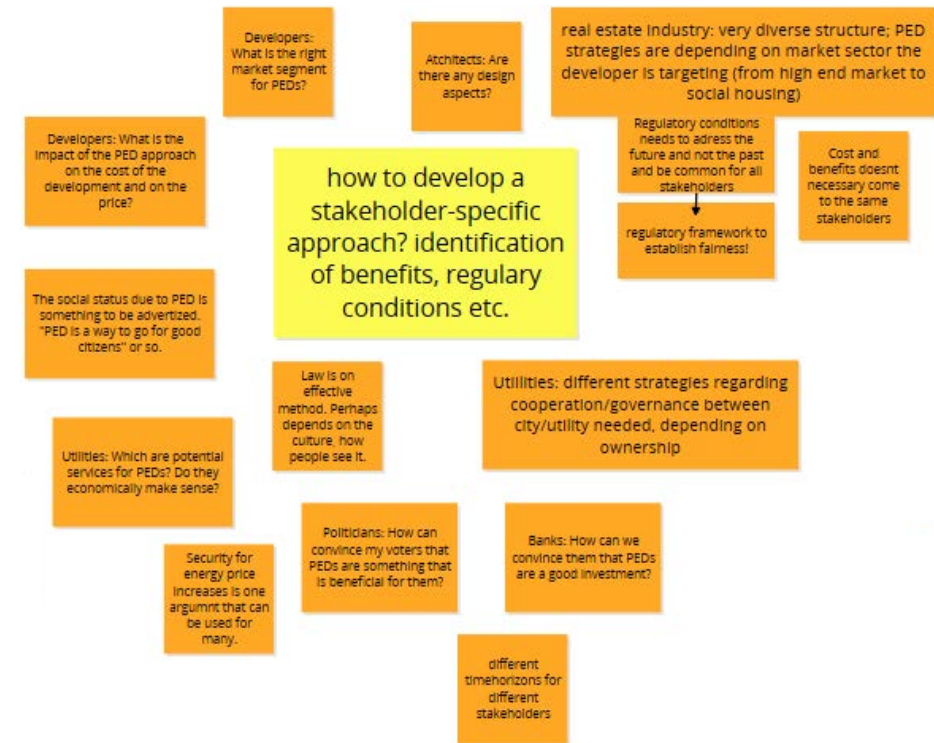 Developers:
What is the right
market segment
for PEDs?
Atchitects: Are
there any design
aspects?
real estate industry: very diverse structure; PED
strategies are depending on market sector the
developer is targeting (from high end market to
social housing)
Developers: What is the
impact of the PED approach
on the cost of the
development and on the
price?
how to develop a
stakeholder-specific
approach? identification
of benefits, regulary
conditions etc.
Regulatory conditions
needs to adress the
future and not the past
and be common for all
stakeholders
regulatory framework to
establish fairness!
Cost and
benefits doesnt
necessary come
to the same
stakeholders
The social status due to PED is
something to be advertized.
"PED is a way to go for good
citizens" or so.
Law is on
effective
method. Perhaps
depends on the
culture, how
people see it.
Utilities: different strategies regarding
cooperation/governance between
city/utility needed, depending on
ownership
Utilities: Which are potential
services for PEDs? Do they
economically make sense?
Politicians: How can
convince my voters that
PEDs are something that
is beneficial for them?
Banks: How can we
convince them that PEDs
are a good investment?
Security for
energy price
increases is one
argumnt that can
be used for
many.
different
timehorizons for
different
stakeholders